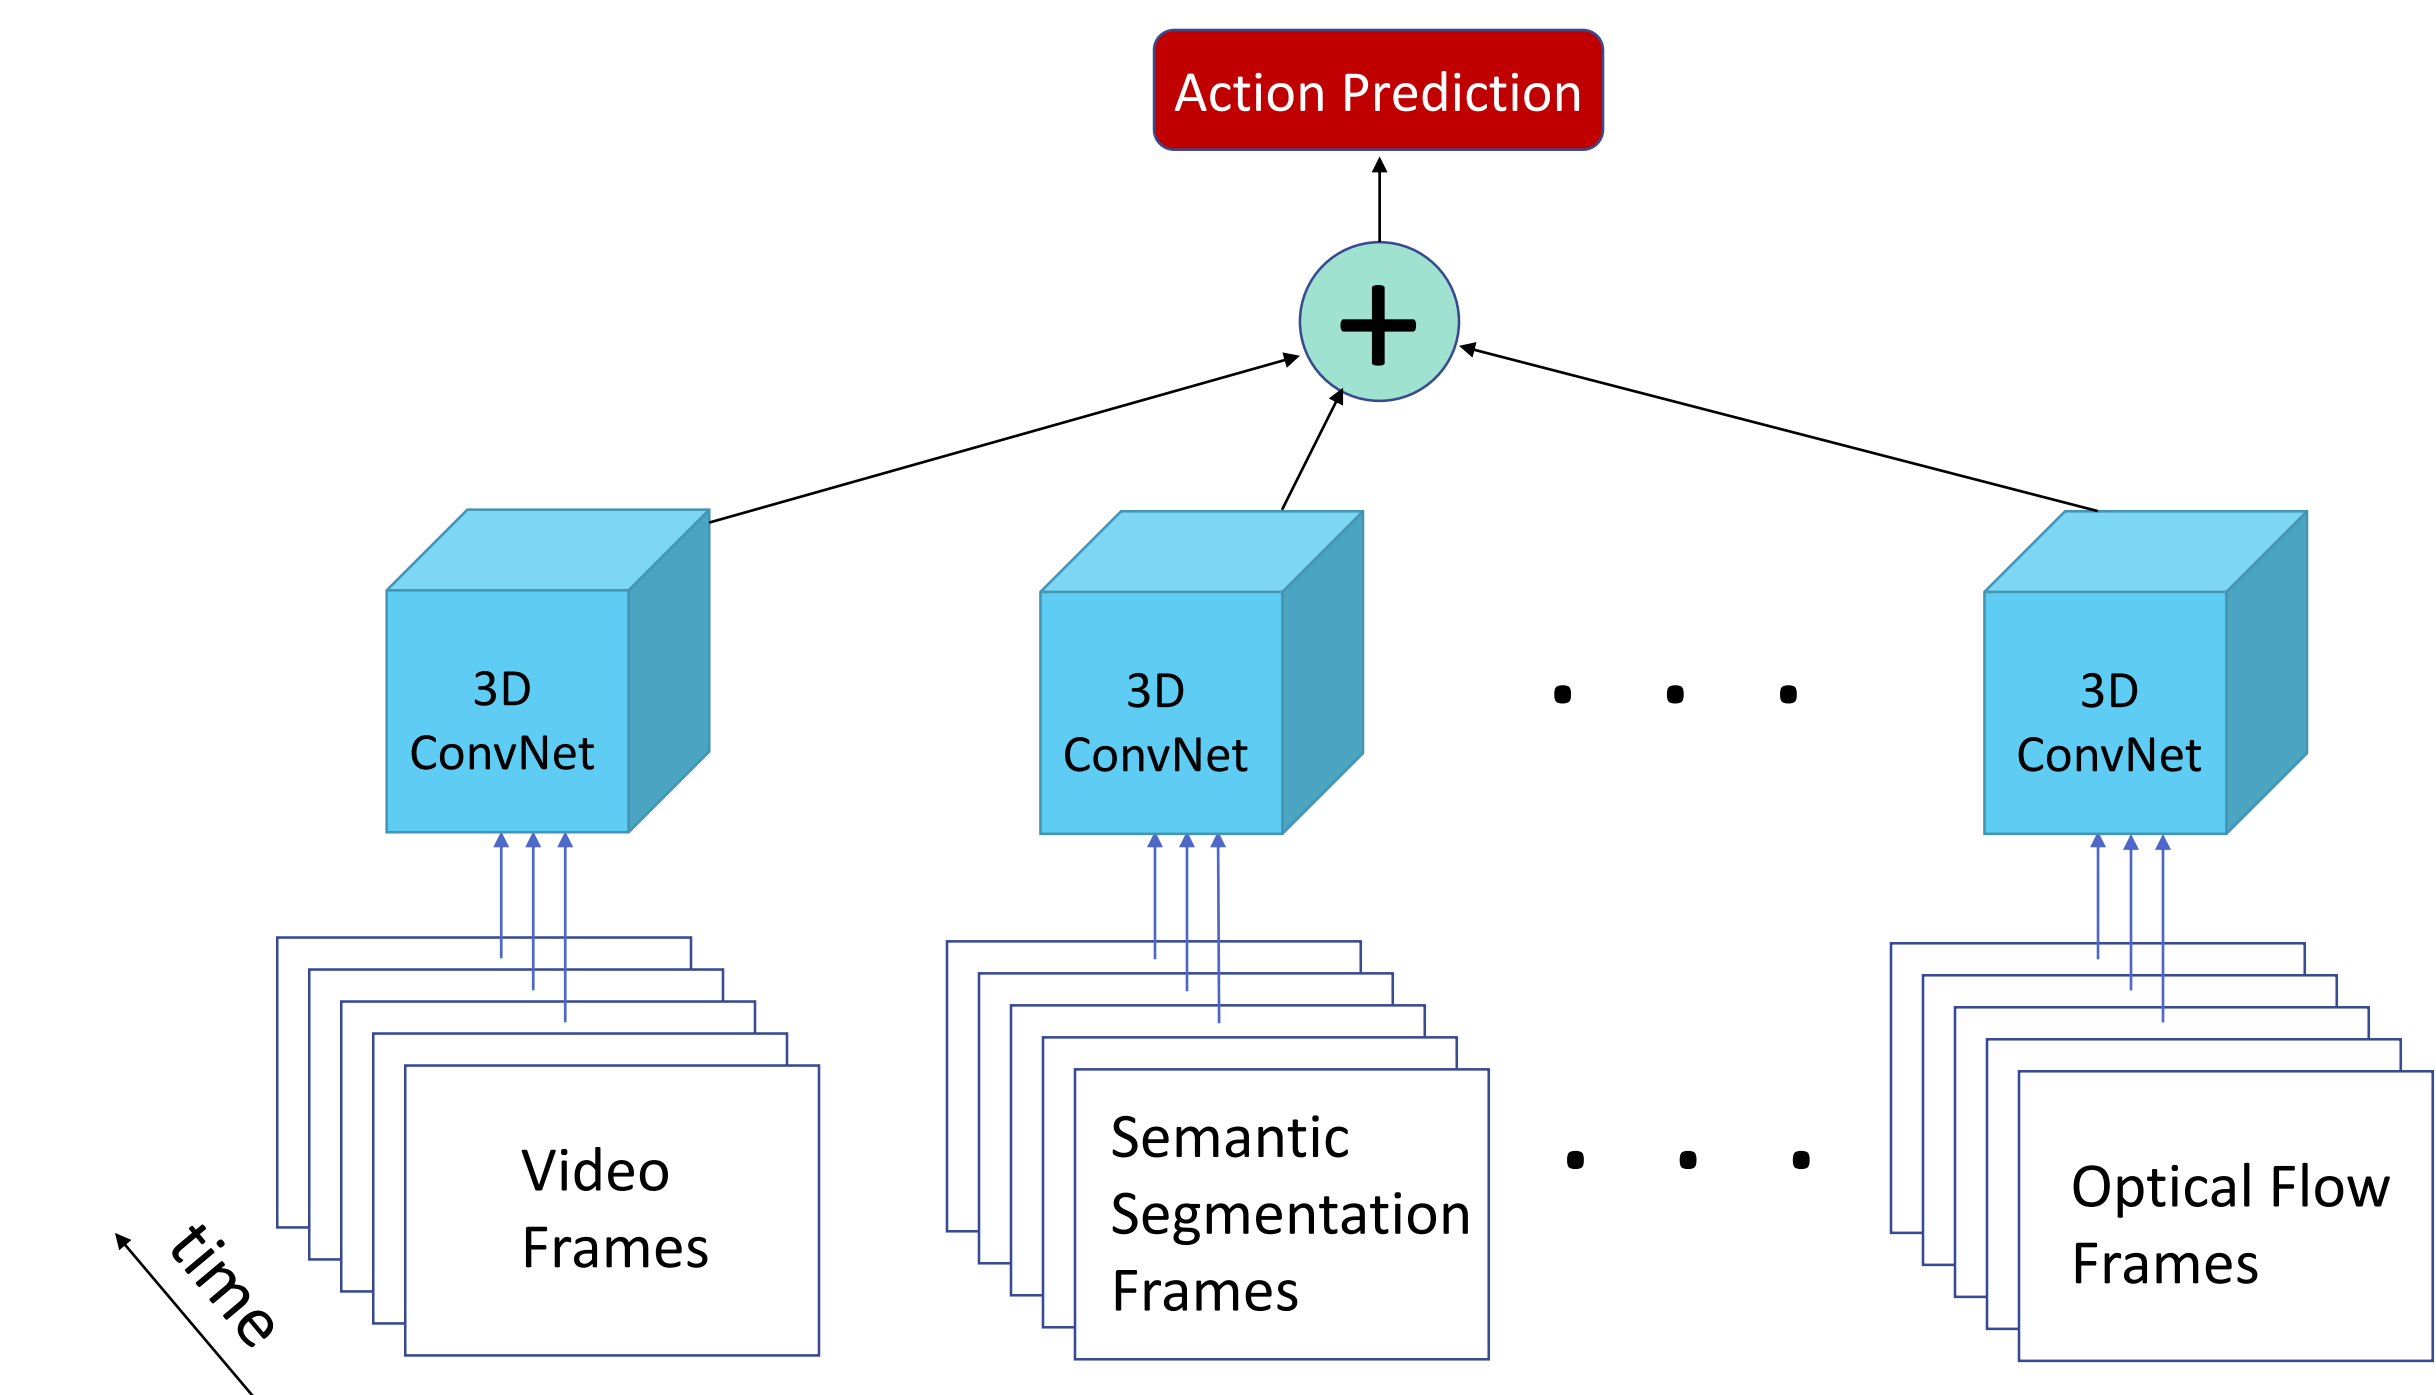 Action Prediction
+
3D
ConvNet
3D
ConvNet
. . .
3D
ConvNet
Video
Frames
Semantic
Segmentation
Frames
. . .
Optical Flow
Frames
time